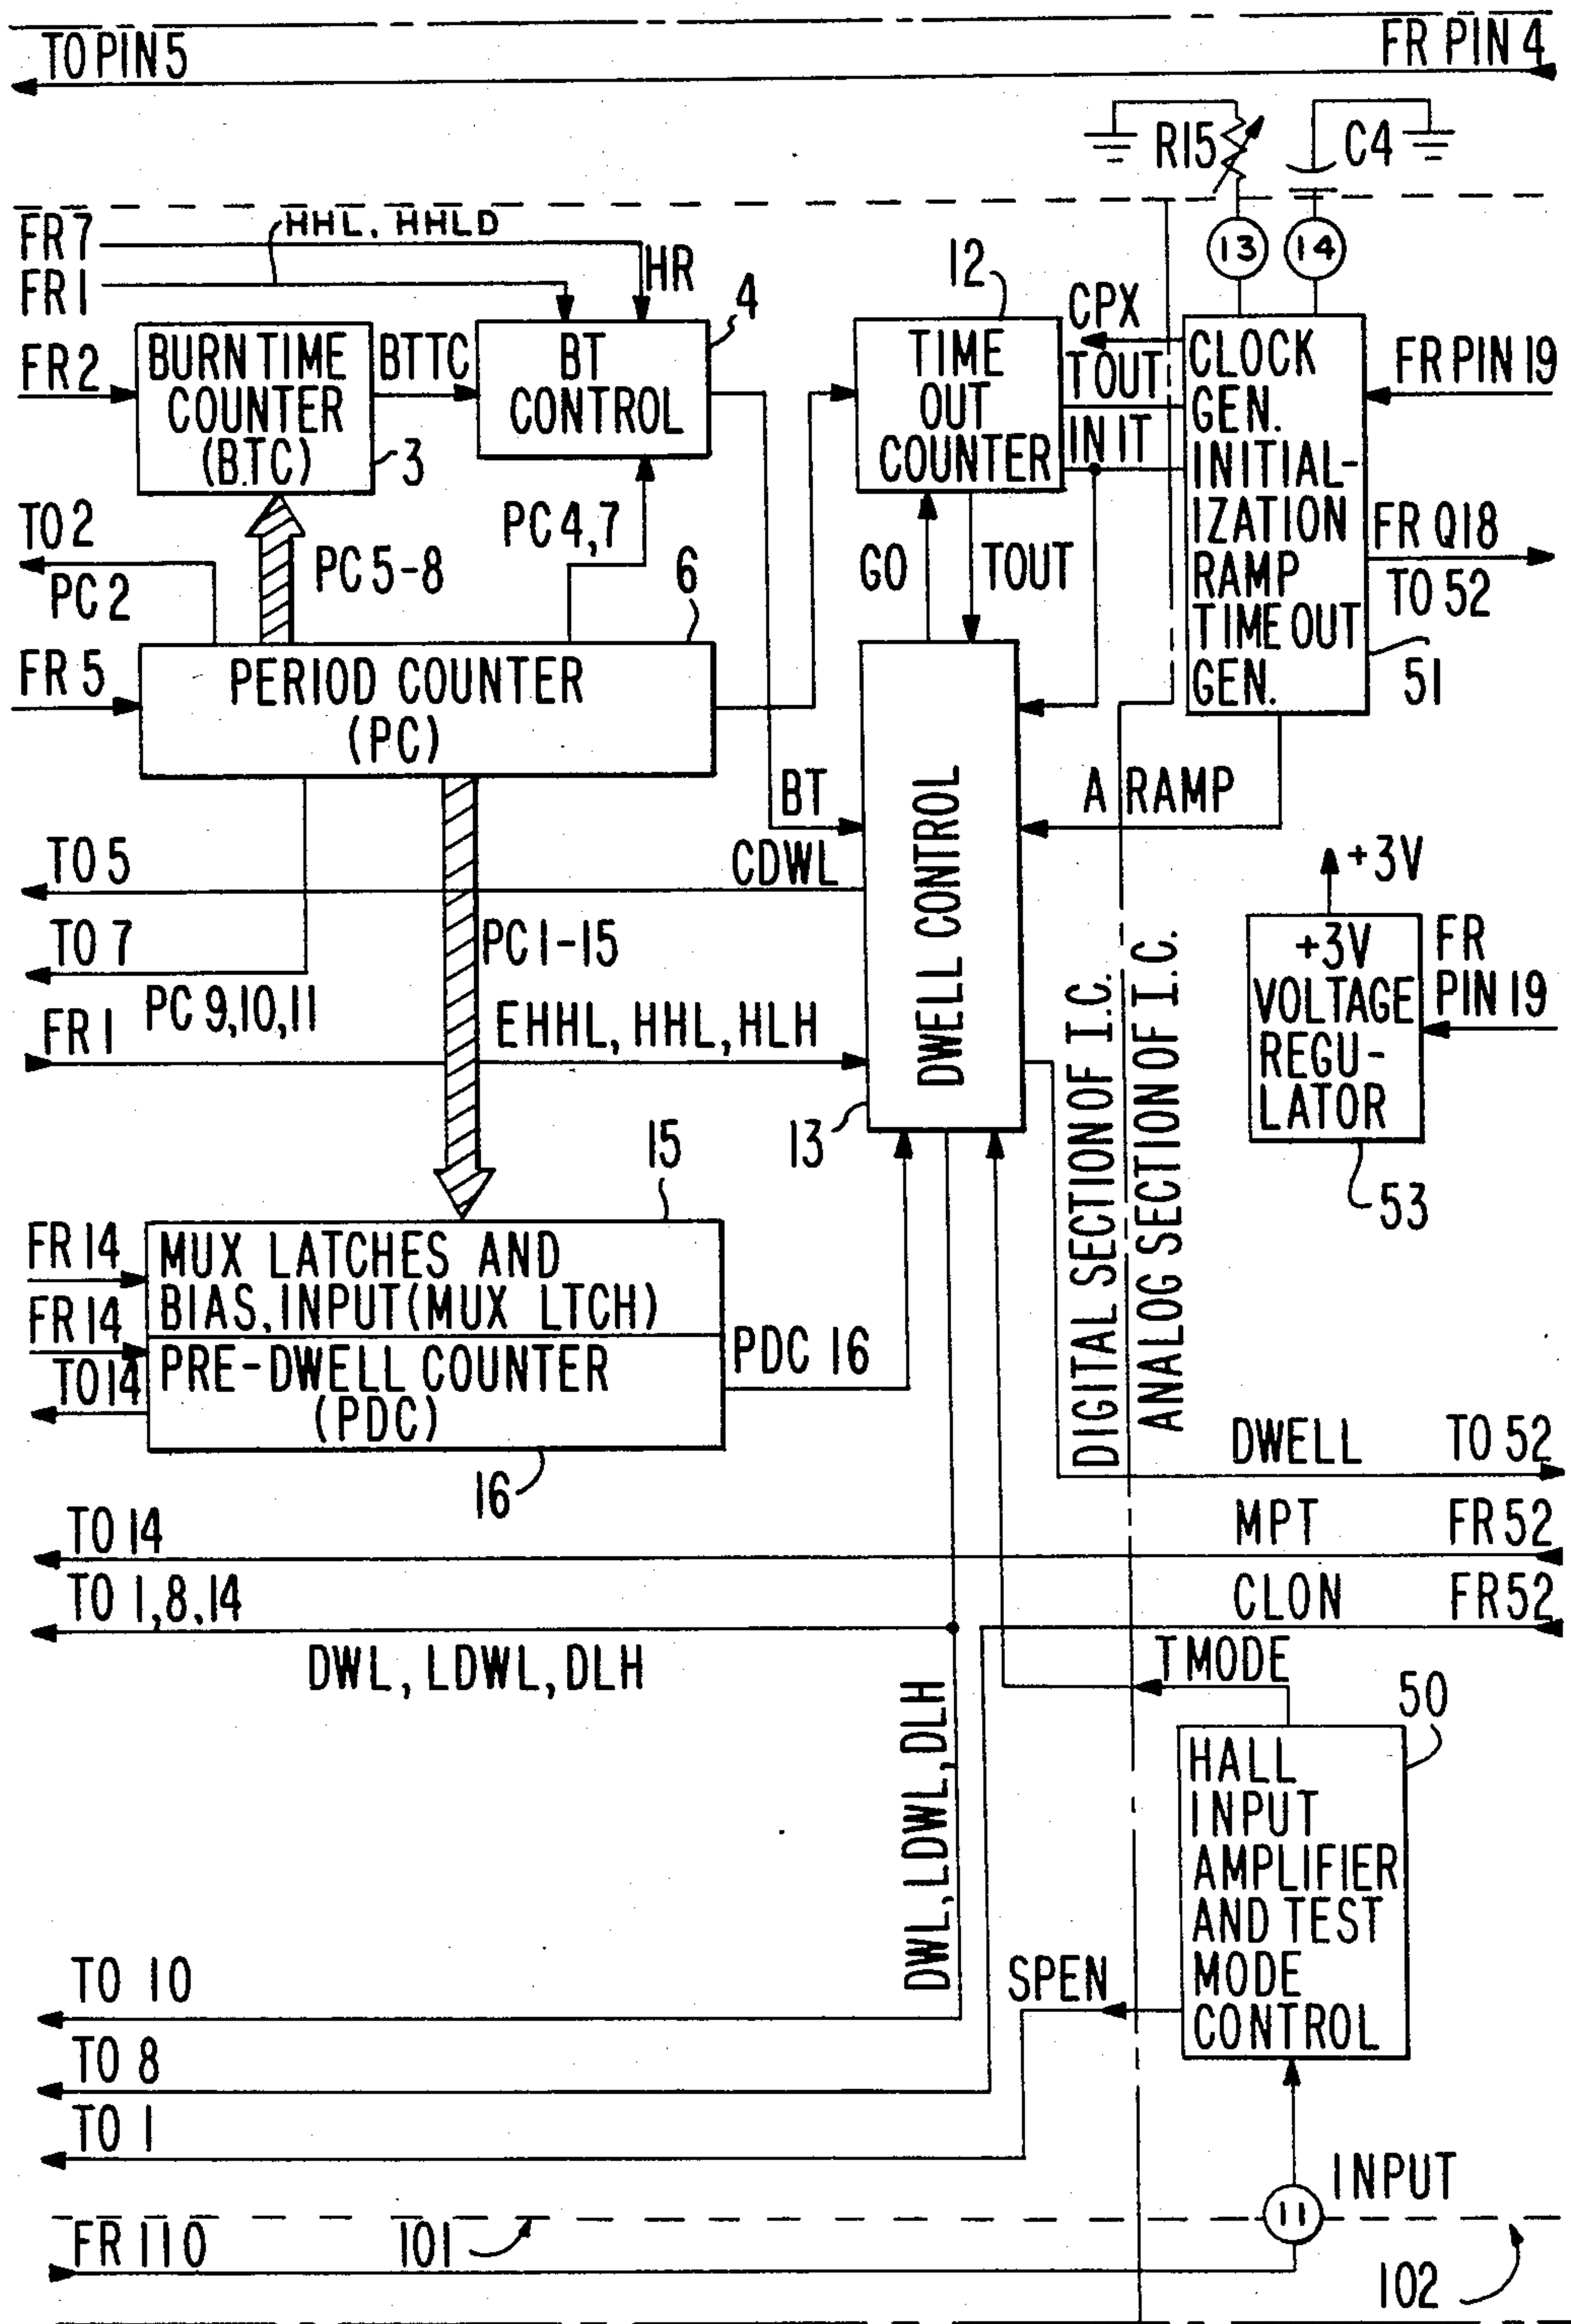 TO PIN 5
FR PIN 4
R15
C4
FR 7
HHL, HHLD
FR 1
HR
13
14
12
4
CPX
FR 2
BURN TIME
COUNTER
(B.TC)
BTTC
BT
CONTROL
3
TIME
OUT
COUNTER
TOUT
INIT
CLOCK
GEN.
INITIAL-
IZATION
RAMP
TIME OUT
GEN.
FR PIN 19
TO 2
PC 2
PC 5-8
PC 4,7
6
GO
TOUT
FR Q18
TO 52
51
FR 5
PERIOD COUNTER
(PC)
BT
A RAMP
TO 5
CDWL
+3V
TO 7
PC 9,10,11
PC 1-15
DWELL CONTROL
+3V
VOLTAGE
REGU-
LATOR
FR
PIN 19
FR 1
EHHL, HHL, HLH
13
53
DIGITAL SECTION OF I.C.
ANALOG SECTION OF I.C.
15
FR 14
MUX LATCHES AND
BIAS, INPUT (MUX LTCH)
FR 14
TO 14
PRE-DWELL COUNTER
(PDC)
PDC 16
16
DWELL TO 52
TO 14
MPT FR 52
TO 1,8,14
CLON FR 52
DWL, LDWL, DLH
T MODE
50
DWL, LDWL, DLH
HALL
INPUT
AMPLIFIER
AND TEST
MODE
CONTROL
TO 10
SPEN
TO 8
TO 1
INPUT
11
FR 110
101
102